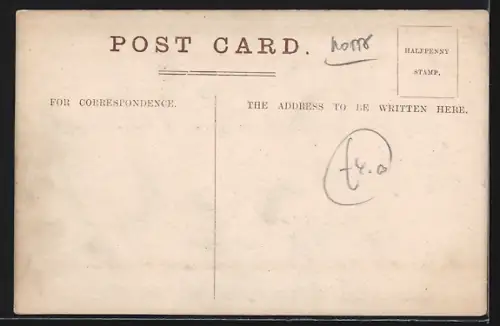 POST CARD.
HALFPENNY
STAMP.
FOR CORRESPONDENCE.
THE ADDRESS TO BE WRITTEN HERE.